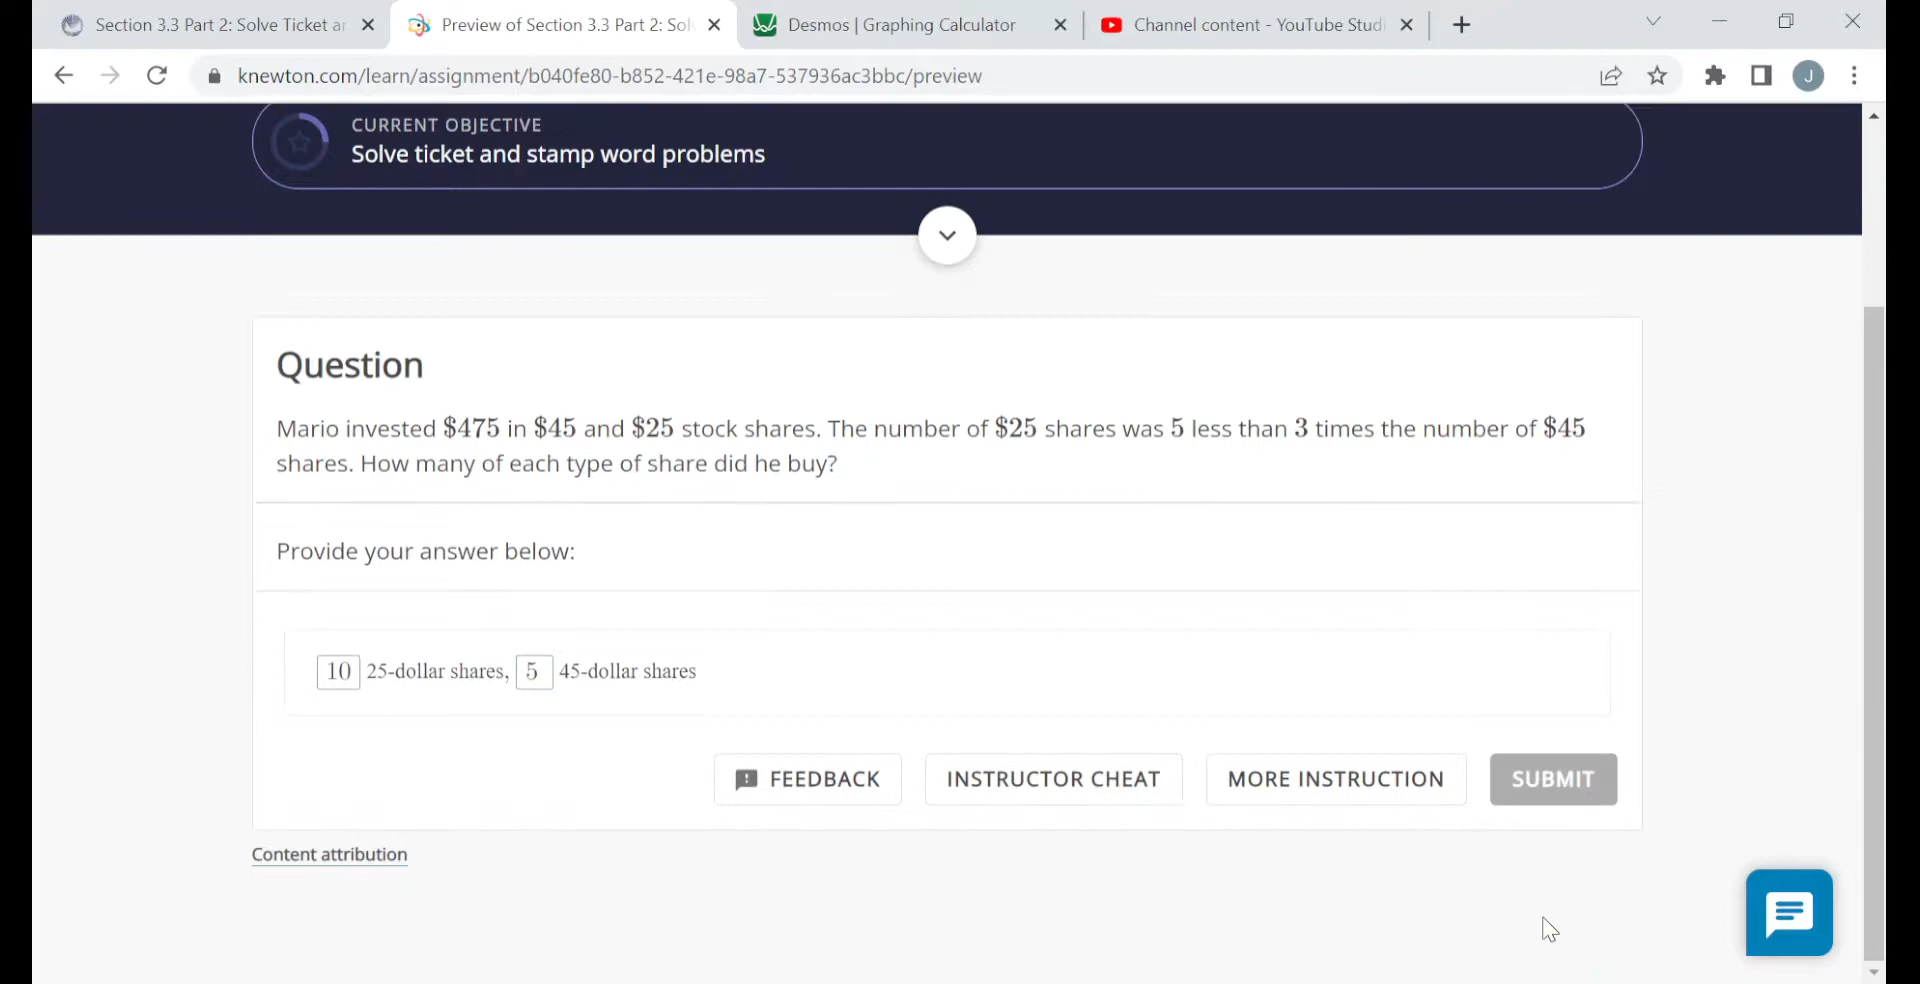 Section 3.3 Part 2: Solve Ticket ar
Preview of Section 3.3 Part 2: Sol
Desmos | Graphing Calculator
Channel content - YouTube Studi
knewton.com/learn/assignment/b040fe80-b852-421e-98a7-537936ac3bbc/preview
J
CURRENT OBJECTIVE
Solve ticket and stamp word problems
Question
Mario invested $475 in $45 and $25 stock shares. The number of $25 shares was 5 less than 3 times the number of $45
shares. How many of each type of share did he buy?
Provide your answer below:
10 25-dollar shares, 5 45-dollar shares
FEEDBACK
INSTRUCTOR CHEAT
MORE INSTRUCTION
SUBMIT
Content attribution